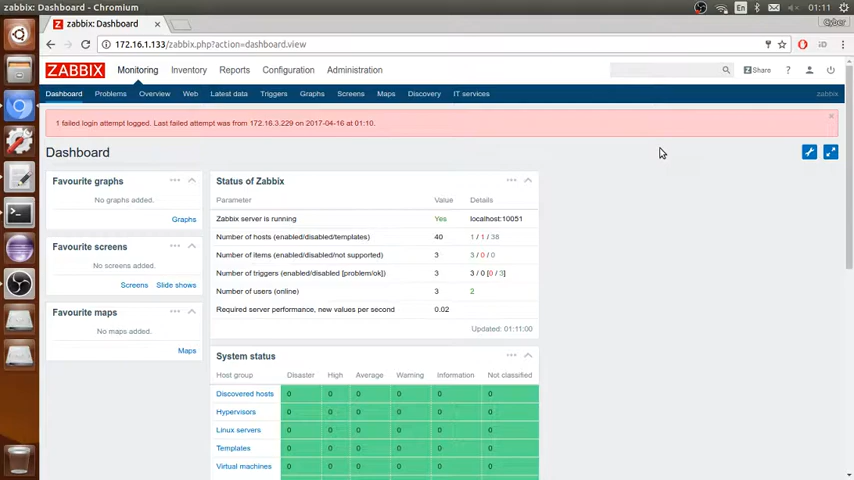 zabbix: Dashboard - Chromium
En
01:11
zabbix: Dashboard
Cyber
172.16.1.133/zabbix.php?action=dashboard.view
ZABBIX
Monitoring Inventory Reports Configuration Administration
Share
?
Dashboard Problems Overview Web Latest data Triggers Graphs Screens Maps Discovery IT services
zabbix
1 failed login attempt logged. Last failed attempt was from 172.16.3.229 on 2017-04-16 at 01:10.
Dashboard
Favourite graphs
No graphs added.
Graphs
Favourite screens
No screens added.
Screens Slide shows
Favourite maps
No maps added.
Maps
Status of Zabbix
Parameter Value Details
Zabbix server is running Yes localhost:10051
Number of hosts (enabled/disabled/templates) 40 1 / 1 / 38
Number of items (enabled/disabled/not supported) 3 3 / 0 / 0
Number of triggers (enabled/disabled [problem/ok]) 3 3 / 0 [0 / 3]
Number of users (online) 3 2
Required server performance, new values per second 0.02
Updated: 01:11:00
System status
Host group Disaster High Average Warning Information Not classified
Discovered hosts 0 0 0 0 0 0
Hypervisors 0 0 0 0 0 0
Linux servers 0 0 0 0 0 0
Templates 0 0 0 0 0 0
Virtual machines 0 0 0 0 0 0